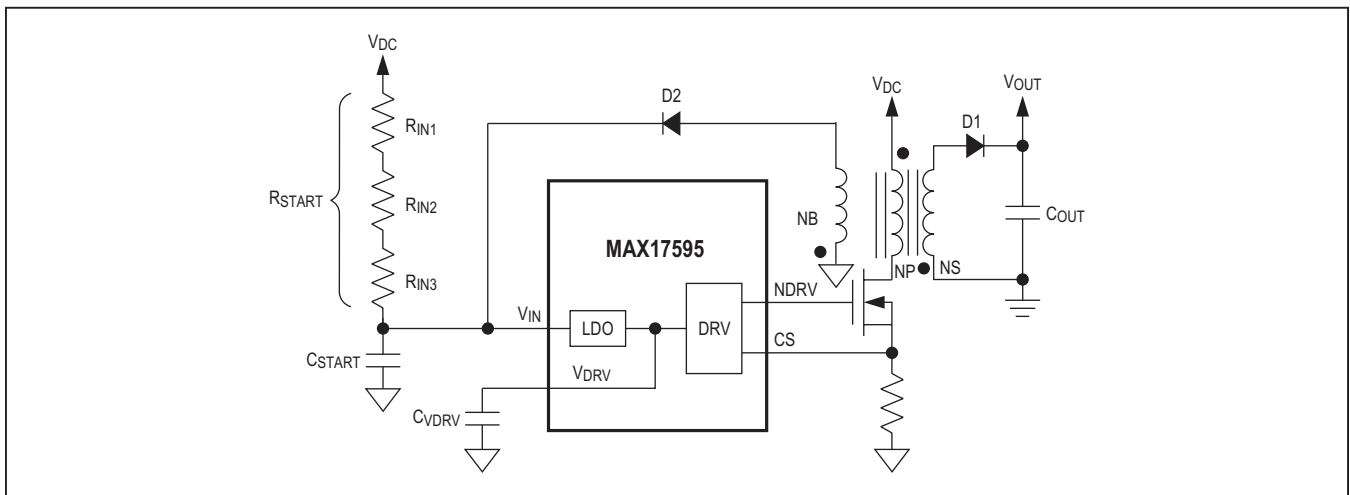 VDC
RIN1
RSTART
RIN2
RIN3
CSTART
D2
NB
VDC
VOUT
D1
COUT
NP
NS
MAX17595
VIN
LDO
DRV
NDRV
CS
VDRV
CVDRV